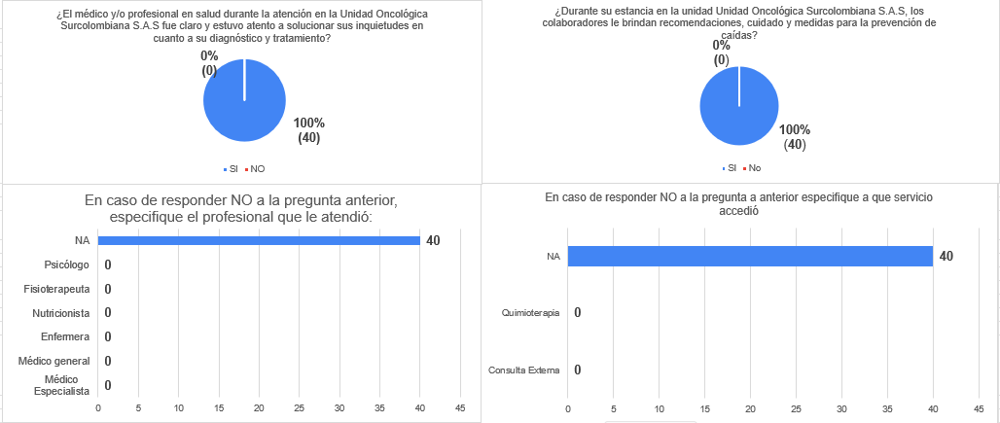 ¿El médico y/o profesional en salud durante la atención en la Unidad Oncológica
Surcolombiana S.A.S fue claro y estuvo atento a solucionar sus inquietudes en
cuanto a su diagnóstico y tratamiento?
0%
(0)
100%
(40)
SI NO
¿Durante su estancia en la unidad Unidad Oncológica Surcolombiana S.A.S, los
colaboradores le brindan recomendaciones, cuidado y medidas para la prevención de
caídas?
0%
(0)
100%
(40)
SI No
En caso de responder NO a la pregunta anterior,
especifique el profesional que le atendió:
NA 40
Psicólogo 0
Fisioterapeuta 0
Nutricionista 0
Enfermera 0
Médico general 0
Médico
Especialista 0
0 5 10 15 20 25 30 35 40 45
En caso de responder NO a la pregunta a anterior especifique a que servicio
accedió
NA 40
Quimioterapia 0
Consulta Externa 0
0 5 10 15 20 25 30 35 40 45